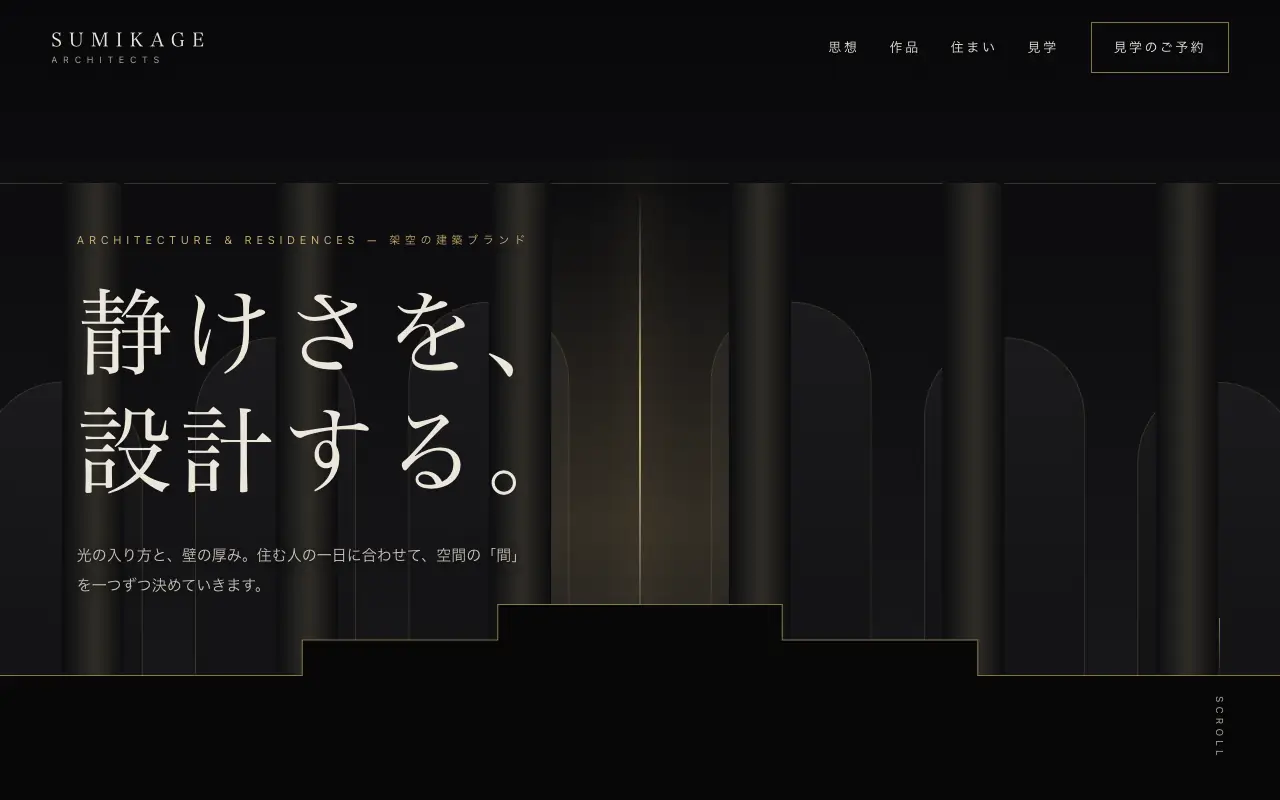 SUMIKAGE
ARCHITECTS
思想 作品 住まい 見学 見学のご予約
ARCHITECTURE & RESIDENCES — 架空の建築ブランド
静けさを、
設計する。
光の入り方と、壁の厚み。住む人の一日に合わせて、空間の「間」
を一つずつ決めていきます。
SCROLL